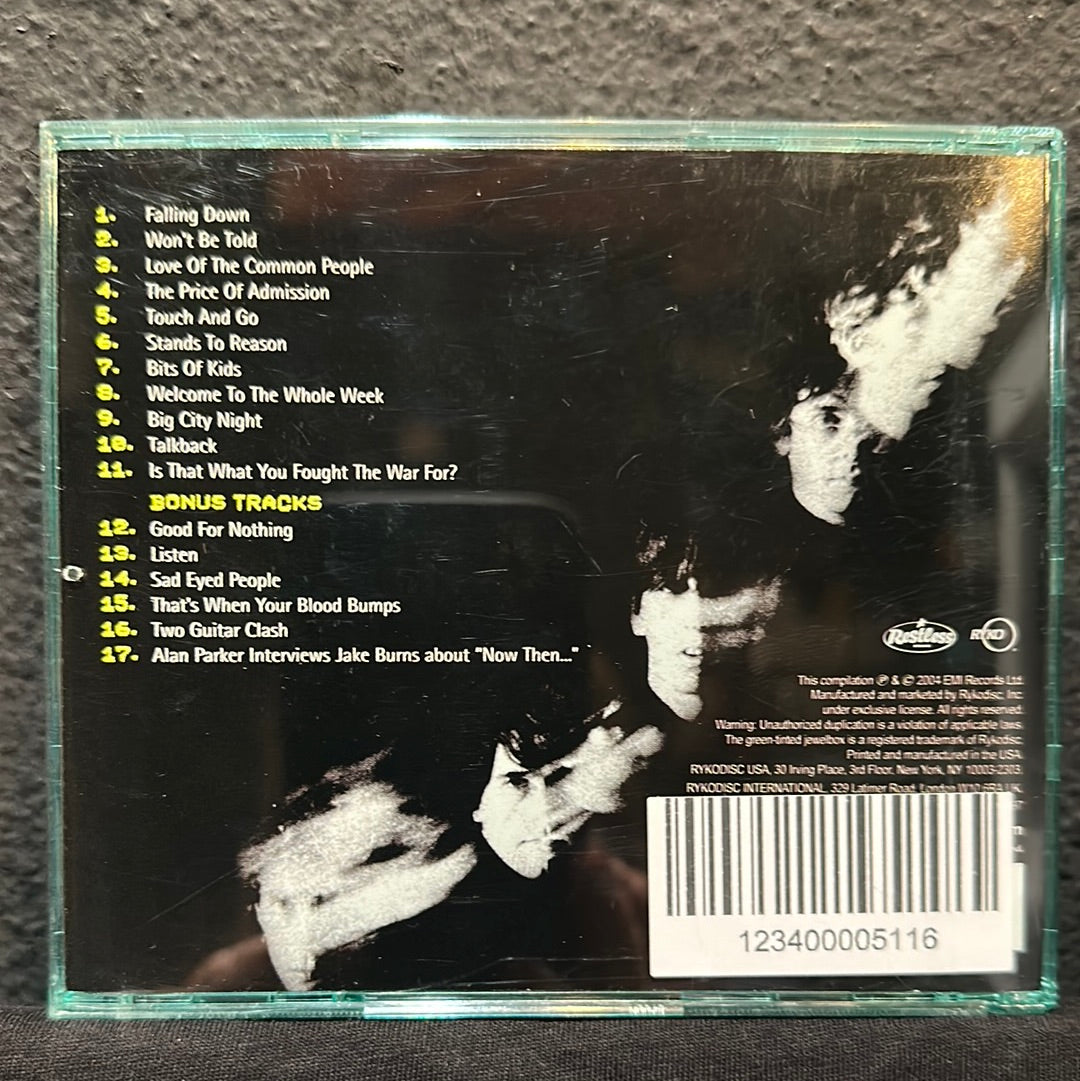 1. Falling Down
2. Won't Be Told
3. Love Of The Common People
4. The Price Of Admission
5. Touch And Go
6. Stands To Reason
7. Bits Of Kids
8. Welcome To The Whole Week
9. Big City Night
10. Talkback
11. Is That What You Fought The War For?
BONUS TRACKS
12. Good For Nothing
13. Listen
14. Sad Eyed People
15. That's When Your Blood Bumps
16. Two Guitar Clash
17. Alan Parker Interviews Jake Burns about "Now Then..."
Restless RYKO
This compilation ℗ & © 2004 EMI Records Ltd.
Manufactured and marketed by Rykodisc, Inc.
under exclusive license. All rights reserved.
Warning: Unauthorized duplication is a violation of applicable laws.
The green-tinted jewelbox is a registered trademark of Rykodisc.
Printed and manufactured in the USA.
RYKODISC USA, 30 Irving Place, 3rd Floor, New York, NY 10003-2303.
RYKODISC INTERNATIONAL, 329 Latimer Road, London W10 6RA UK
123400005116